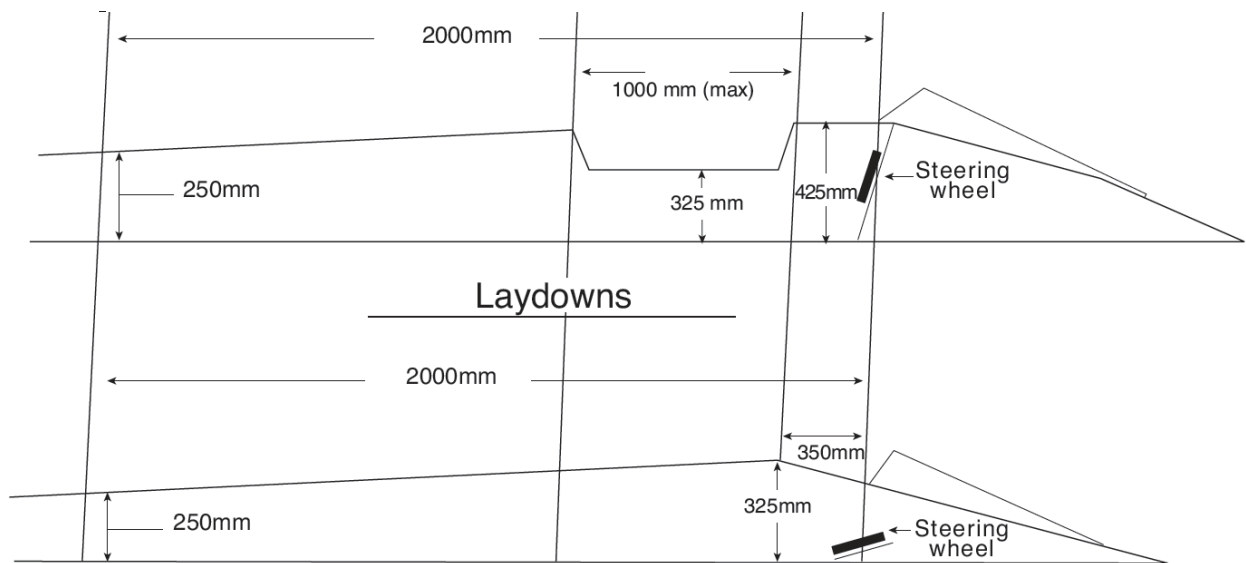 2000mm
1000 mm (max)
250mm
325 mm
425mm
Steering
wheel
Laydowns
2000mm
350mm
250mm
325mm
Steering
wheel